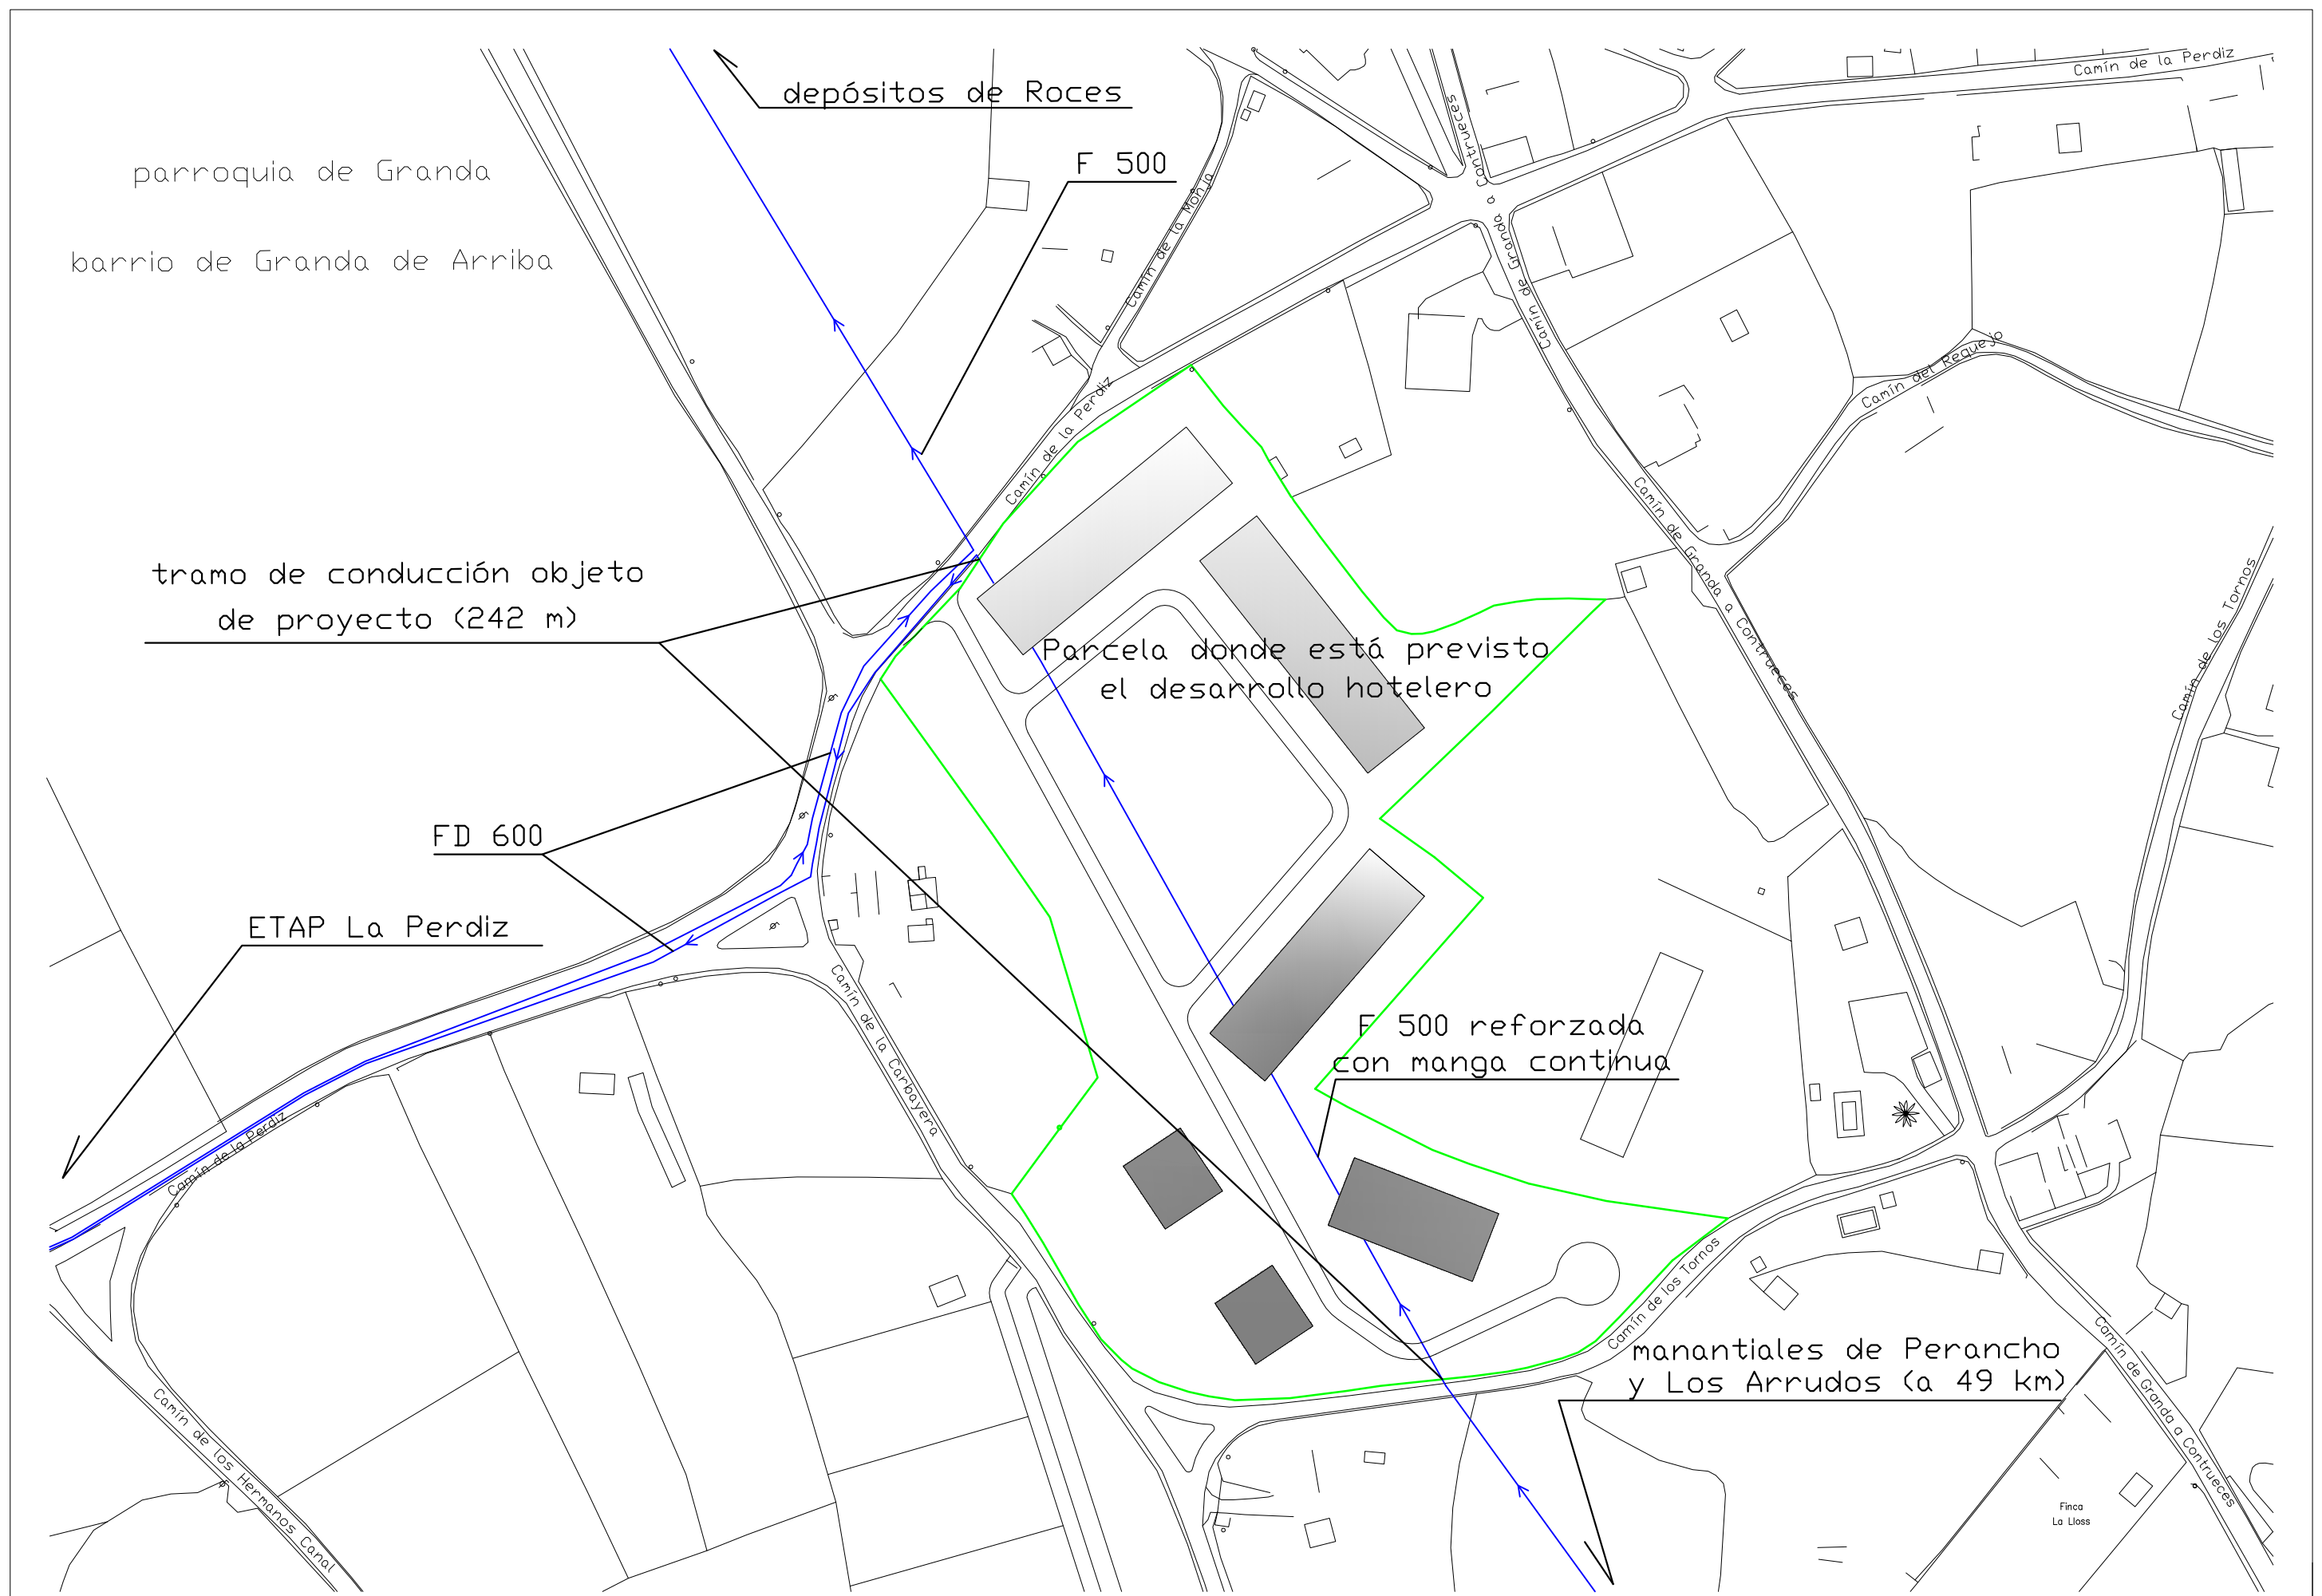 depósitos de Roces
Camín de la Perdiz
Camín de Granda a Contrueces
F 500
parroquia de Granda
Camín de la Monja
barrio de Granda de Arriba
Camín del Requejo
Camín de la Perdiz
Camín de Granda a Contrueces
Camín de los Tornos
tramo de conducción objeto
de proyecto (242 m)
Parcela donde está previsto
el desarrollo hotelero
FD 600
ETAP La Perdiz
Camín de la Carbayera
F 500 reforzada
con manga continua
Camín de la Perdiz
Camín de los Tornos
manantiales de Perancho
y Los Arrudos (a 49 km)
Camín de Granda a Contrueces
Camín de los Hermanos Canal
Finca
La Lloss